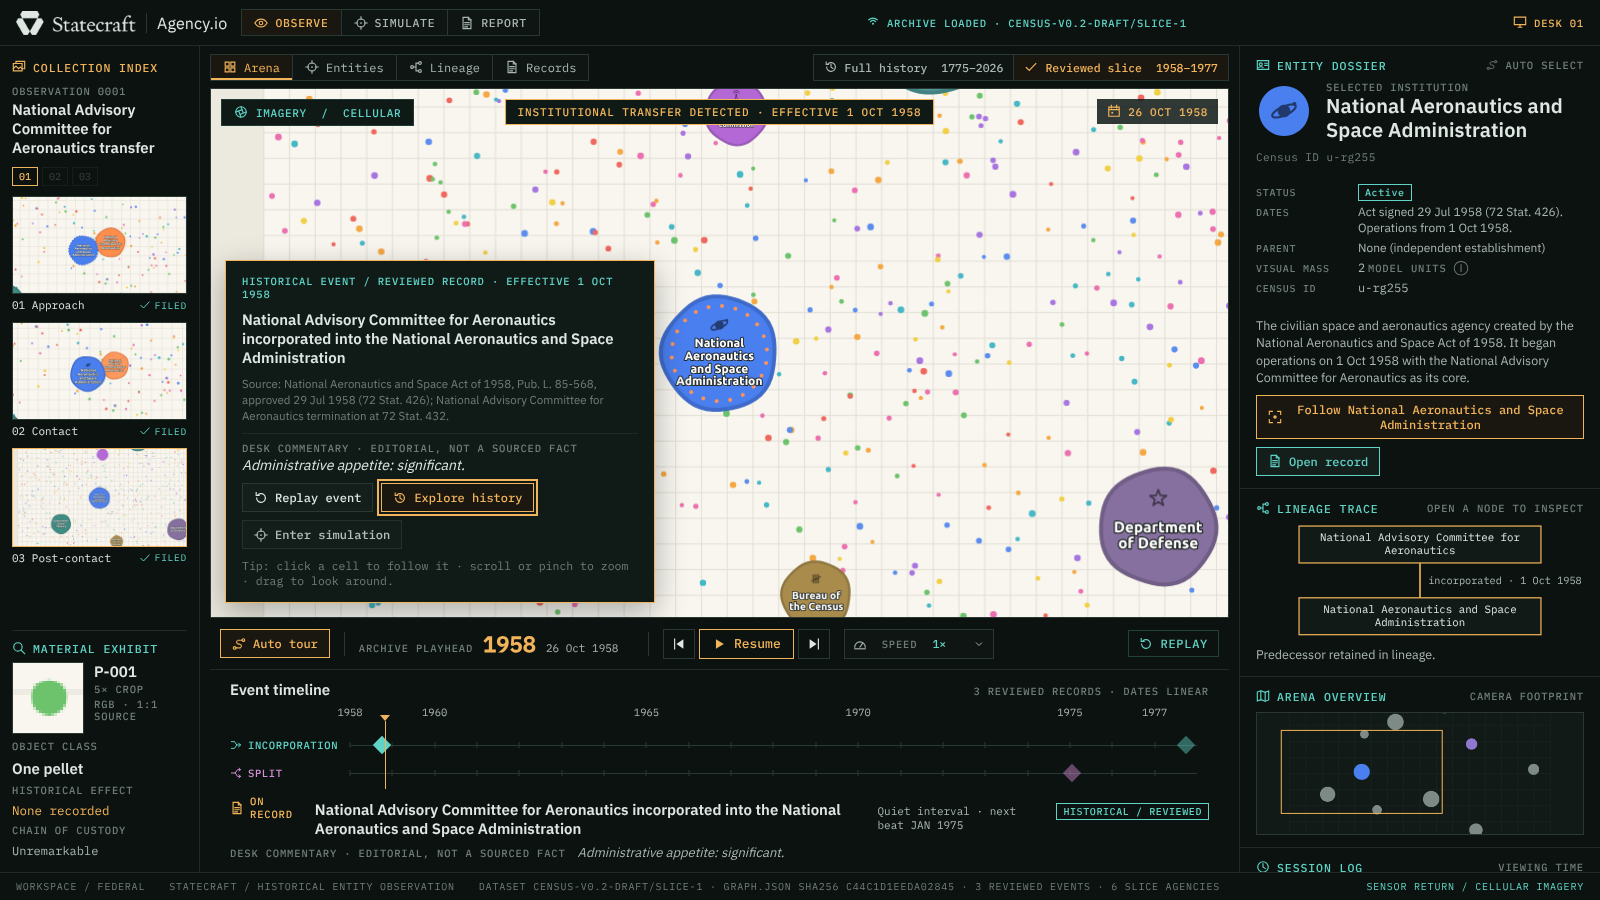 Statecraft
Agency.io
OBSERVE
SIMULATE
REPORT
ARCHIVE LOADED · CENSUS-V0.2-DRAFT/SLICE-1
DESK 01
COLLECTION INDEX
OBSERVATION 0001
National Advisory
Committee for
Aeronautics transfer
01
02
03
01 Approach
FILED
02 Contact
FILED
03 Post-contact
FILED
MATERIAL EXHIBIT
P-001
5× CROP
RGB · 1:1
SOURCE
OBJECT CLASS
One pellet
HISTORICAL EFFECT
None recorded
CHAIN OF CUSTODY
Unremarkable
Arena
Entities
Lineage
Records
Full history 1775–2026
Reviewed slice 1958–1977
IMAGERY / CELLULAR
INSTITUTIONAL TRANSFER DETECTED · EFFECTIVE 1 OCT 1958
26 OCT 1958
HISTORICAL EVENT / REVIEWED RECORD · EFFECTIVE 1 OCT
1958
National Advisory Committee for Aeronautics
incorporated into the National Aeronautics and Space
Administration
Source: National Aeronautics and Space Act of 1958, Pub. L. 85-568,
approved 29 Jul 1958 (72 Stat. 426); National Advisory Committee for
Aeronautics termination at 72 Stat. 432.
DESK COMMENTARY · EDITORIAL, NOT A SOURCED FACT
Administrative appetite: significant.
Replay event
Explore history
Enter simulation
Tip: click a cell to follow it · scroll or pinch to zoom
· drag to look around.
National
Aeronautics
and Space
Administration
Department
of Defense
Bureau of
the Census
Auto tour
ARCHIVE PLAYHEAD 1958 26 Oct 1958
Resume
SPEED 1×
REPLAY
Event timeline
3 REVIEWED RECORDS · DATES LINEAR
1958 1960 1965 1970 1975 1977
INCORPORATION
SPLIT
ON
RECORD
National Advisory Committee for Aeronautics incorporated into the National
Aeronautics and Space Administration
Quiet interval · next
beat JAN 1975
HISTORICAL / REVIEWED
DESK COMMENTARY · EDITORIAL, NOT A SOURCED FACT Administrative appetite: significant.
ENTITY DOSSIER
AUTO SELECT
SELECTED INSTITUTION
National Aeronautics and
Space Administration
Census ID u-rg255
STATUS Active
DATES Act signed 29 Jul 1958 (72 Stat. 426).
Operations from 1 Oct 1958.
PARENT None (independent establishment)
VISUAL MASS 2 MODEL UNITS
CENSUS ID u-rg255
The civilian space and aeronautics agency created by the
National Aeronautics and Space Act of 1958. It began
operations on 1 Oct 1958 with the National Advisory
Committee for Aeronautics as its core.
Follow National Aeronautics and Space
Administration
Open record
LINEAGE TRACE
OPEN A NODE TO INSPECT
National Advisory Committee for
Aeronautics
incorporated · 1 Oct 1958
National Aeronautics and Space
Administration
Predecessor retained in lineage.
ARENA OVERVIEW
CAMERA FOOTPRINT
SESSION LOG
VIEWING TIME
WORKSPACE / FEDERAL
STATECRAFT / HISTORICAL ENTITY OBSERVATION
DATASET CENSUS-V0.2-DRAFT/SLICE-1 · GRAPH.JSON SHA256 C44C1D1EEDA02845 · 3 REVIEWED EVENTS · 6 SLICE AGENCIES
SENSOR RETURN / CELLULAR IMAGERY